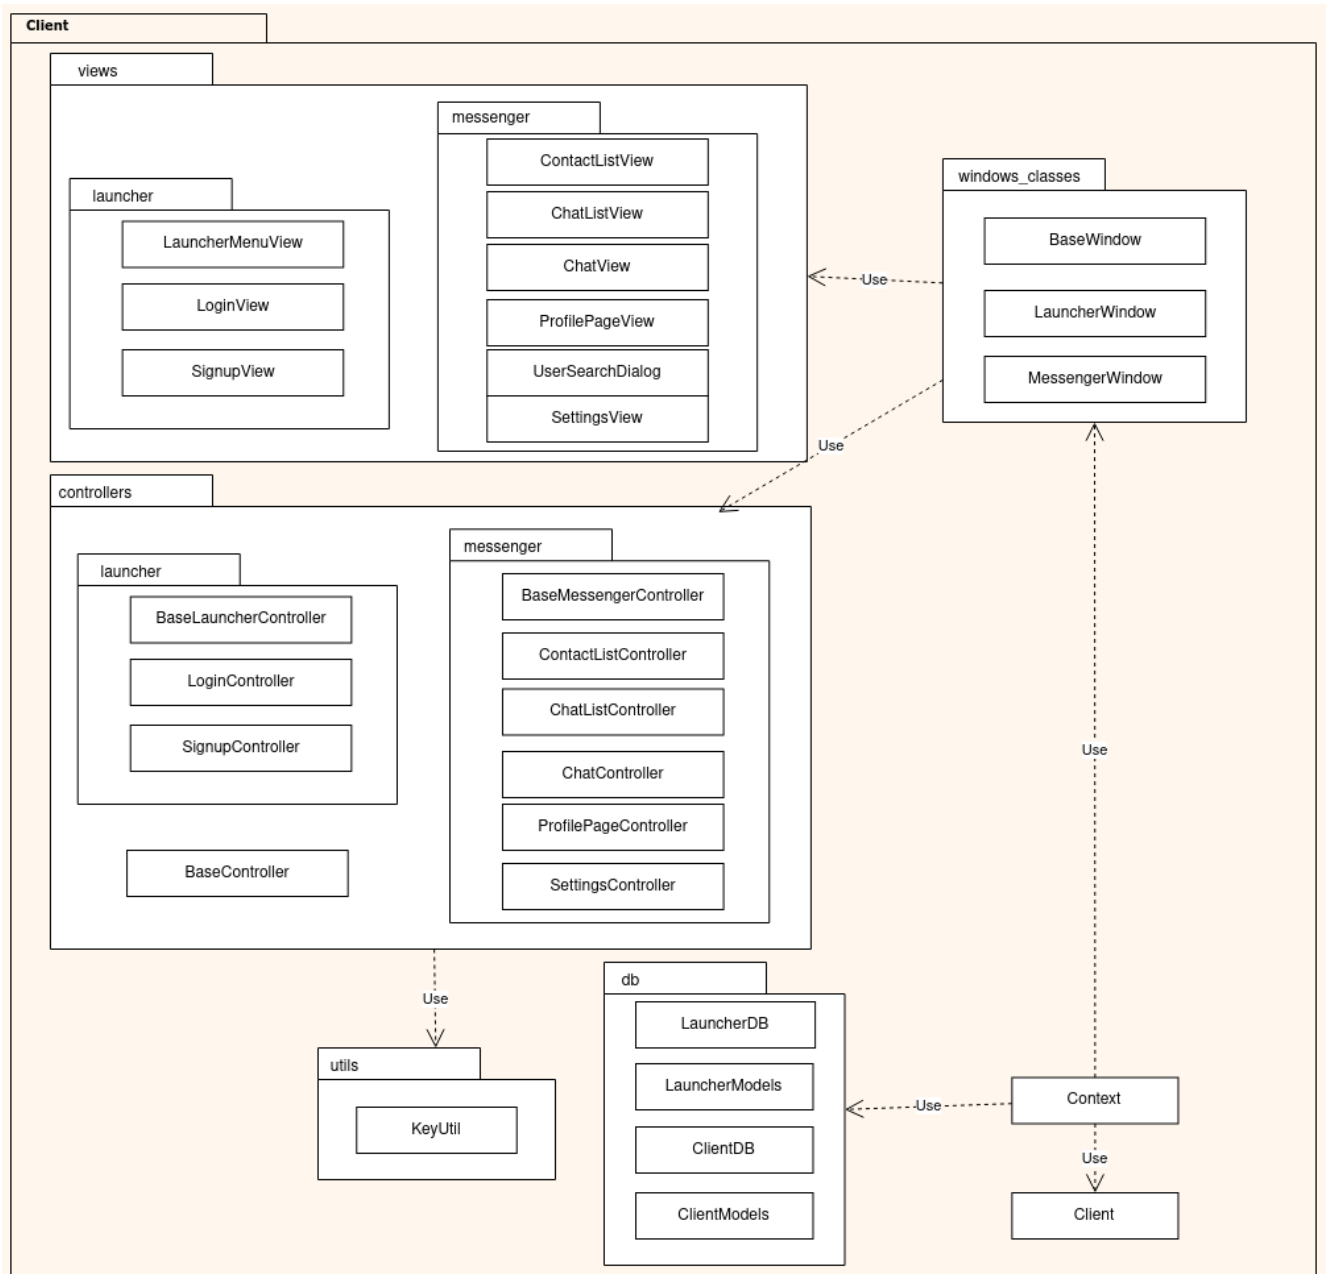 Client
views
launcher
LauncherMenuView
LoginView
SignupView
messenger
ContactListView
ChatListView
ChatView
ProfilePageView
UserSearchDialog
SettingsView
windows_classes
BaseWindow
LauncherWindow
MessengerWindow
Use
Use
controllers
launcher
BaseLauncherController
LoginController
SignupController
BaseController
messenger
BaseMessengerController
ContactListController
ChatListController
ChatController
ProfilePageController
SettingsController
Use
Use
utils
KeyUtil
db
LauncherDB
LauncherModels
ClientDB
ClientModels
Use
Context
Use
Client